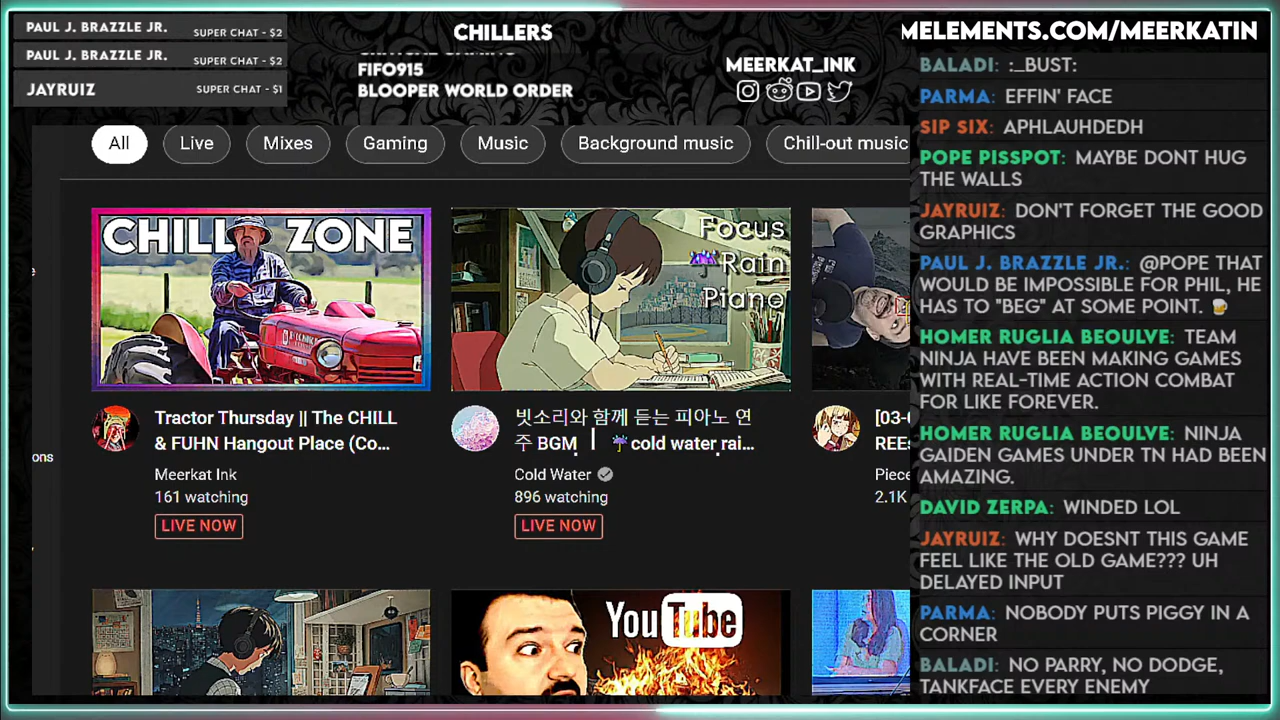 PAUL J. BRAZZLE JR. SUPER CHAT - $2
PAUL J. BRAZZLE JR. SUPER CHAT - $2
JAYRUIZ SUPER CHAT - $1
CHILLERS
FIFO915
BLOOPER WORLD ORDER
MEERKAT_INK
MELEMENTS.COM/MEERKATIN
All
Live
Mixes
Gaming
Music
Background music
Chill-out music
CHILL ZONE
Focus
Rain
Piano
Tractor Thursday || The CHILL
& FUHN Hangout Place (Co...
Meerkat Ink
161 watching
LIVE NOW
빗소리와 함께 듣는 피아노 연
주 BGM ┃ ☔cold water rai...
Cold Water
896 watching
LIVE NOW
[03-
REEs
Piece
2.1K
e
ons
YouTube
BALADI: :_BUST:
PARMA: EFFIN' FACE
SIP SIX: APHLAUHDEDH
POPE PISSPOT: MAYBE DONT HUG
THE WALLS
JAYRUIZ: DON'T FORGET THE GOOD
GRAPHICS
PAUL J. BRAZZLE JR.: @POPE THAT
WOULD BE IMPOSSIBLE FOR PHIL, HE
HAS TO "BEG" AT SOME POINT. 🍺
HOMER RUGLIA BEOULVE: TEAM
NINJA HAVE BEEN MAKING GAMES
WITH REAL-TIME ACTION COMBAT
FOR LIKE FOREVER.
HOMER RUGLIA BEOULVE: NINJA
GAIDEN GAMES UNDER TN HAD BEEN
AMAZING.
DAVID ZERPA: WINDED LOL
JAYRUIZ: WHY DOESNT THIS GAME
FEEL LIKE THE OLD GAME??? UH
DELAYED INPUT
PARMA: NOBODY PUTS PIGGY IN A
CORNER
BALADI: NO PARRY, NO DODGE,
TANKFACE EVERY ENEMY